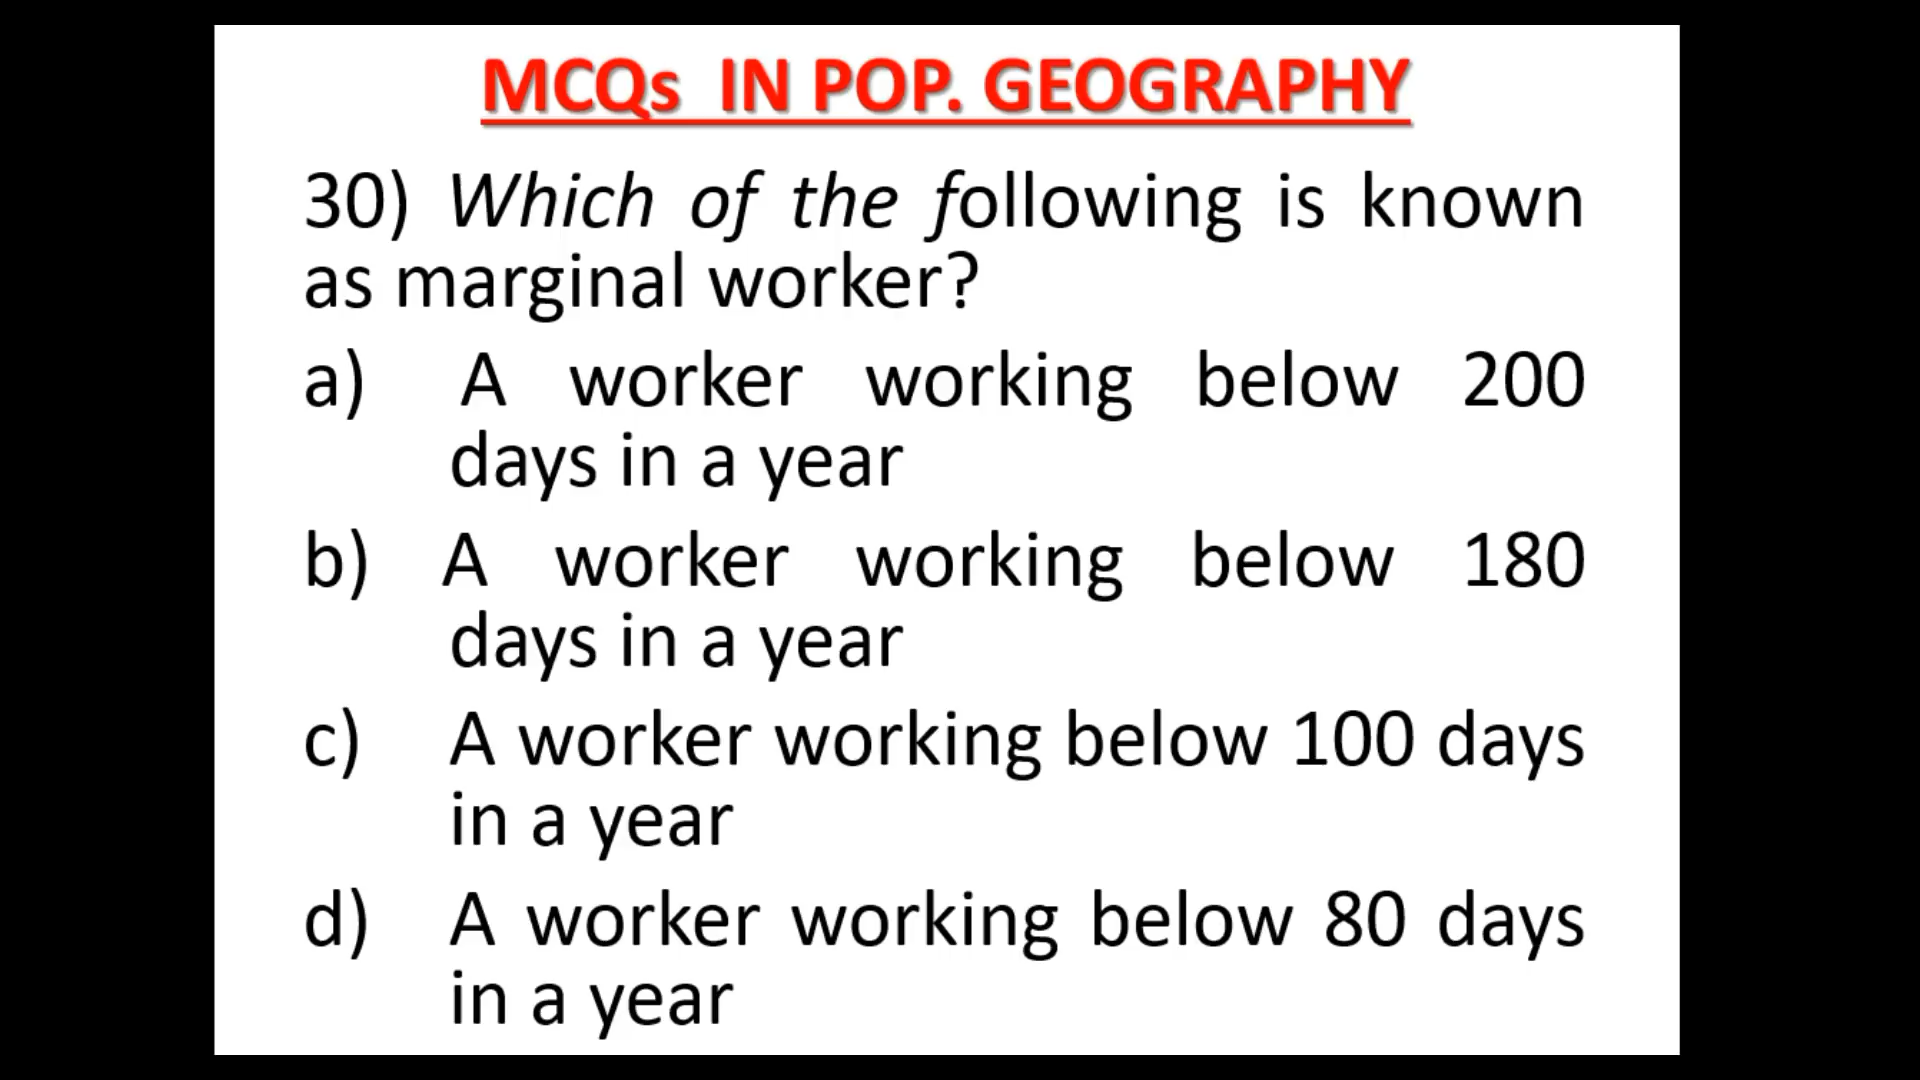 MCQs IN POP. GEOGRAPHY
30) Which of the following is known
as marginal worker?
a) A worker working below 200
days in a year
b) A worker working below 180
days in a year
c) A worker working below 100 days
in a year
d) A worker working below 80 days
in a year